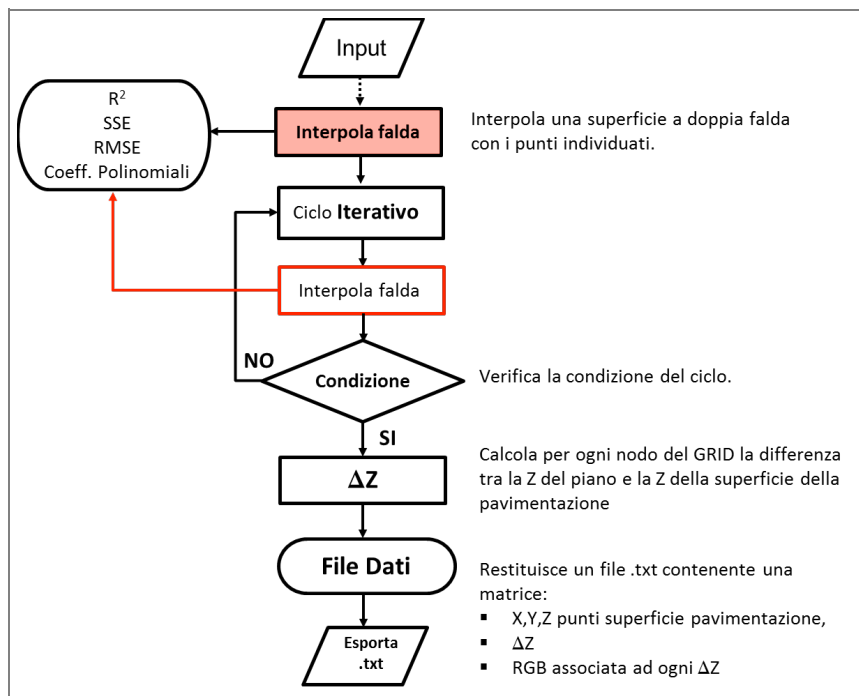 Input
R²
SSE
RMSE
Coeff. Polinomiali
Interpola falda
Interpola una superficie a doppia falda
con i punti individuati.
Ciclo Iterativo
Interpola falda
NO
Condizione
Verifica la condizione del ciclo.
SI
ΔZ
Calcola per ogni nodo del GRID la differenza
tra la Z del piano e la Z della superficie della
pavimentazione
File Dati
Restituisce un file .txt contenente una
matrice:
▪ X,Y,Z punti superficie pavimentazione,
▪ ΔZ
▪ RGB associata ad ogni ΔZ
Esporta
.txt